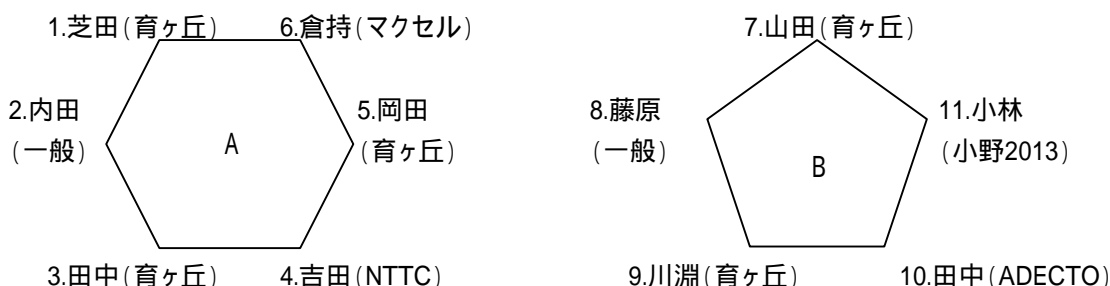 1.芝田(育ヶ丘)
6.倉持(マクセル)
2.内田
(一般)
A
5.岡田
(育ヶ丘)
3.田中(育ヶ丘)
4.吉田(NTTC)
7.山田(育ヶ丘)
8.藤原
(一般)
B
11.小林
(小野2013)
9.川淵(育ヶ丘)
10.田中(ADECTO)